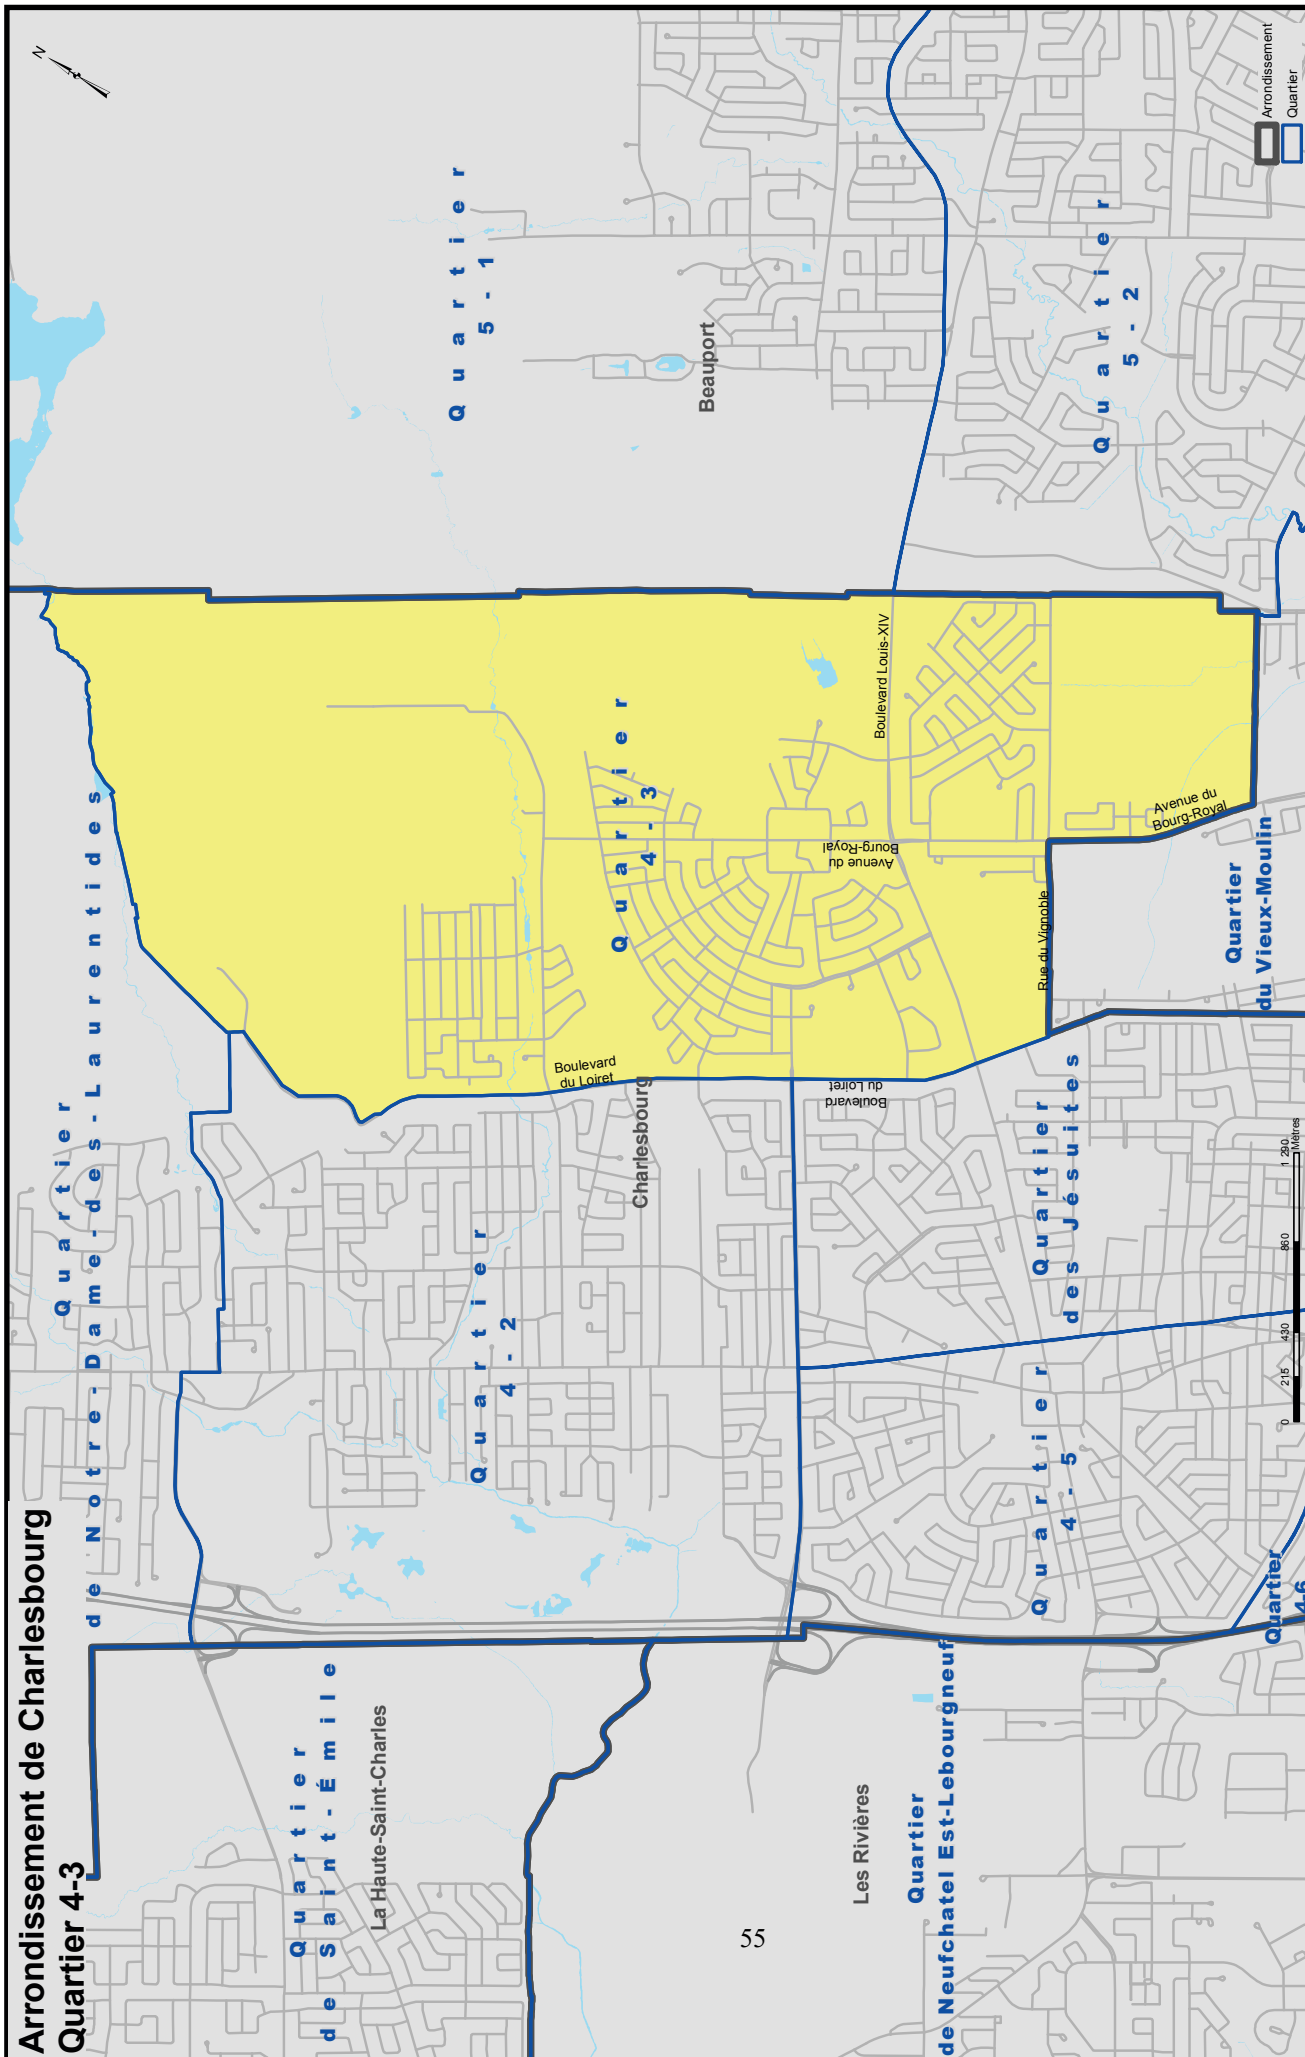 Arrondissement de Charlesbourg
Quartier 4-3
N
Quartier
de Notre-Dame-des-Laurentides
Quartier
5-1
Beauport
Quartier
5-2
Quartier
4-3
Boulevard Louis-XIV
Avenue du
Bourg-Royal
Avenue du
Bourg-Royal
Rue du Vignoble
Boulevard
du Loiret
Boulevard
du Loiret
Charlesbourg
Quartier
du Vieux-Moulin
Quartier
des Jésuites
Quartier
4-2
Quartier
4-5
Quartier
4-6
Quartier
de Saint-Émile
La Haute-Saint-Charles
Les Rivières
Quartier
de Neufchatel Est-Lebourgneuf
0 215 430 860 1 290
Mètres
Arrondissement
Quartier
55